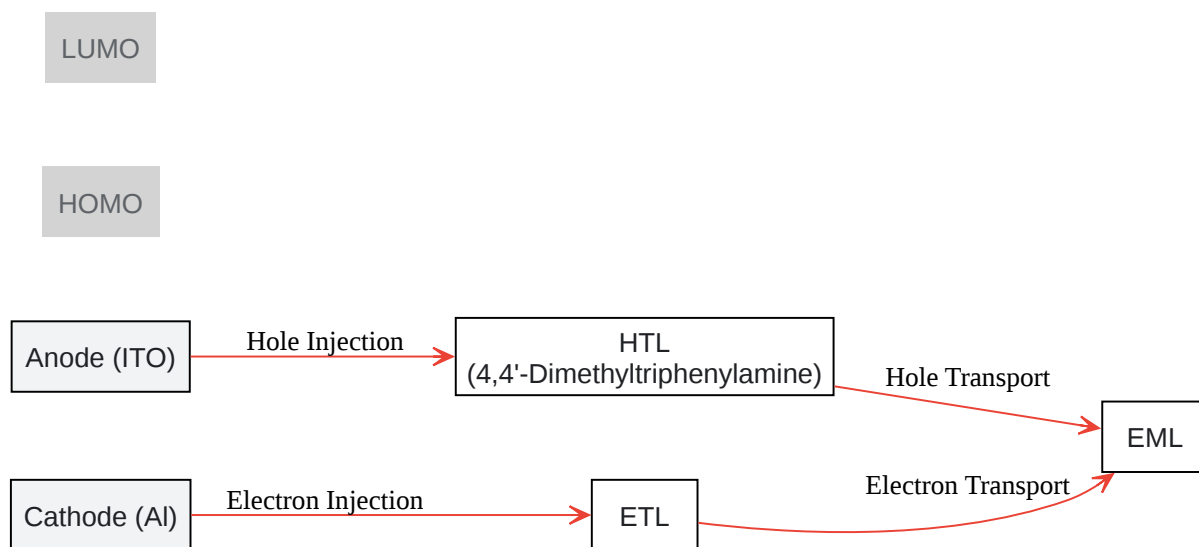 LUMO
HOMO
Anode (ITO)
Hole Injection
HTL
(4,4'-Dimethyltriphenylamine)
Hole Transport
EML
Cathode (Al)
Electron Injection
ETL
Electron Transport